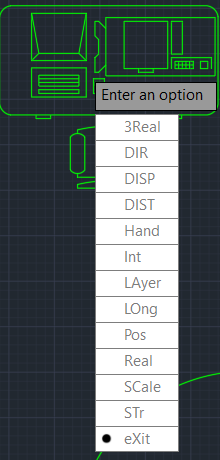 Enter an option
3Real
DIR
DISP
DIST
Hand
Int
LAyer
LOng
Pos
Real
SCale
STr
eXit